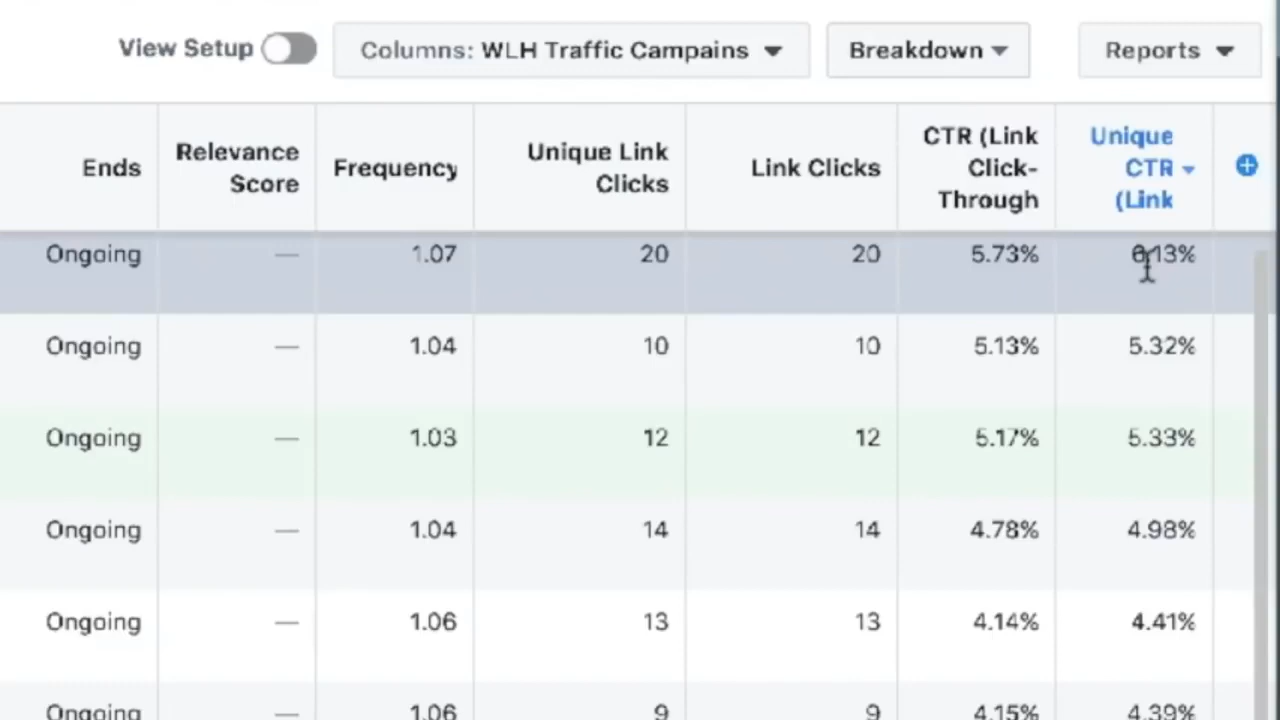 View Setup Columns: WLH Traffic Campains Breakdown Reports
Ends Relevance Score Frequency Unique Link Clicks Link Clicks CTR (Link Click-Through Unique CTR (Link
Ongoing — 1.07 20 20 5.73% 6.13%
Ongoing — 1.04 10 10 5.13% 5.32%
Ongoing — 1.03 12 12 5.17% 5.33%
Ongoing — 1.04 14 14 4.78% 4.98%
Ongoing — 1.06 13 13 4.14% 4.41%
Ongoing — 1.06 9 9 4.15% 4.39%